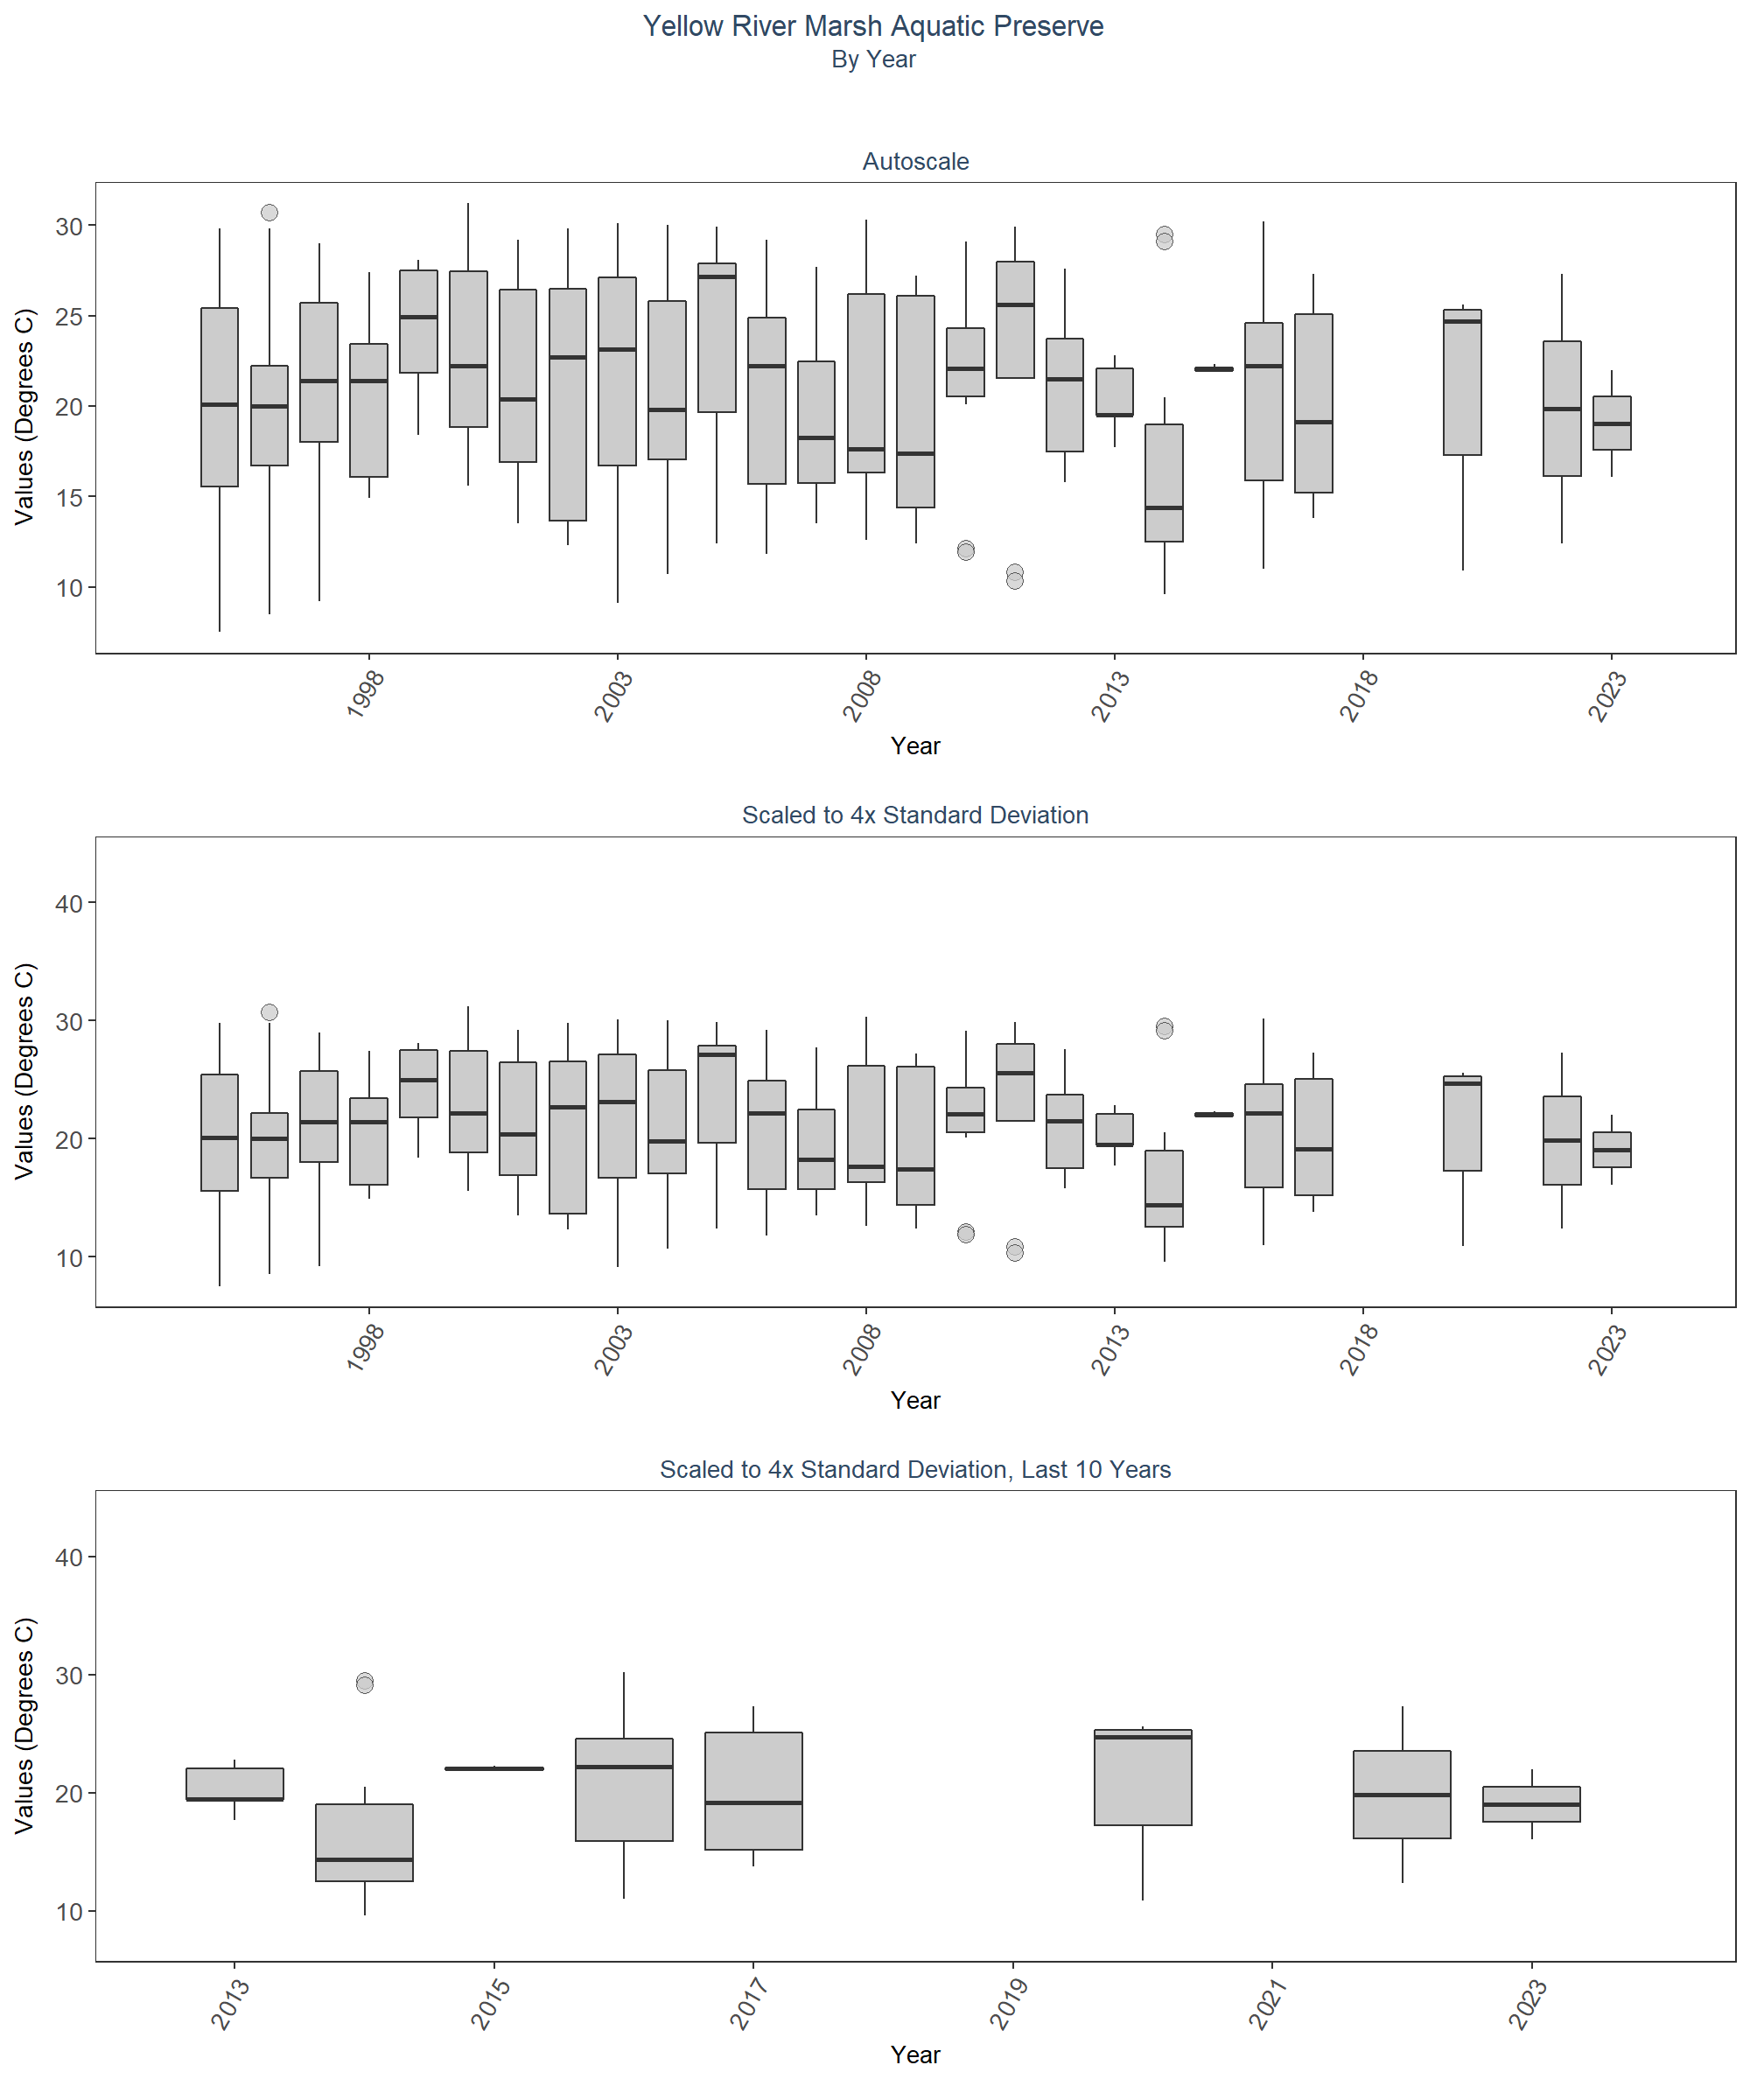 Yellow River Marsh Aquatic Preserve
By Year
Autoscale
Values (Degrees C)
30
25
20
15
10
1998
2003
2008
2013
2018
2023
Year
Scaled to 4x Standard Deviation
Values (Degrees C)
40
30
20
10
1998
2003
2008
2013
2018
2023
Year
Scaled to 4x Standard Deviation, Last 10 Years
Values (Degrees C)
40
30
20
10
2013
2015
2017
2019
2021
2023
Year